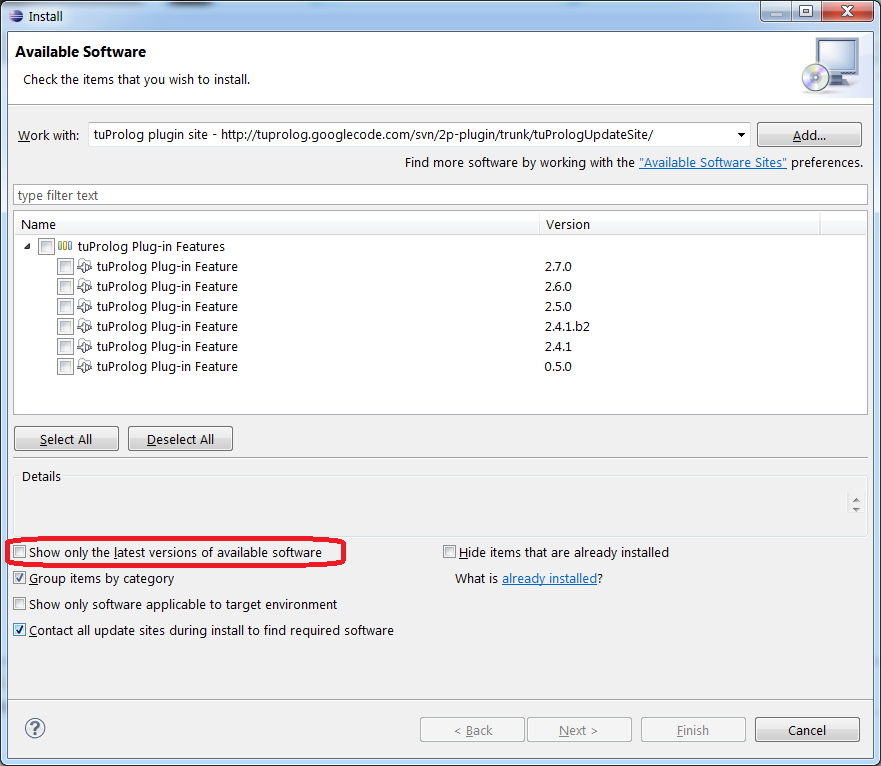 Install
Available Software
Check the items that you wish to install.
Work with: tuProlog plugin site - http://tuprolog.googlecode.com/svn/2p-plugin/trunk/tuPrologUpdateSite/ Add...
Find more software by working with the "Available Software Sites" preferences.
type filter text
Name Version
tuProlog Plug-in Features
tuProlog Plug-in Feature 2.7.0
tuProlog Plug-in Feature 2.6.0
tuProlog Plug-in Feature 2.5.0
tuProlog Plug-in Feature 2.4.1.b2
tuProlog Plug-in Feature 2.4.1
tuProlog Plug-in Feature 0.5.0
Select All Deselect All
Details
Show only the latest versions of available software Hide items that are already installed
Group items by category What is already installed?
Show only software applicable to target environment
Contact all update sites during install to find required software
? < Back Next > Finish Cancel